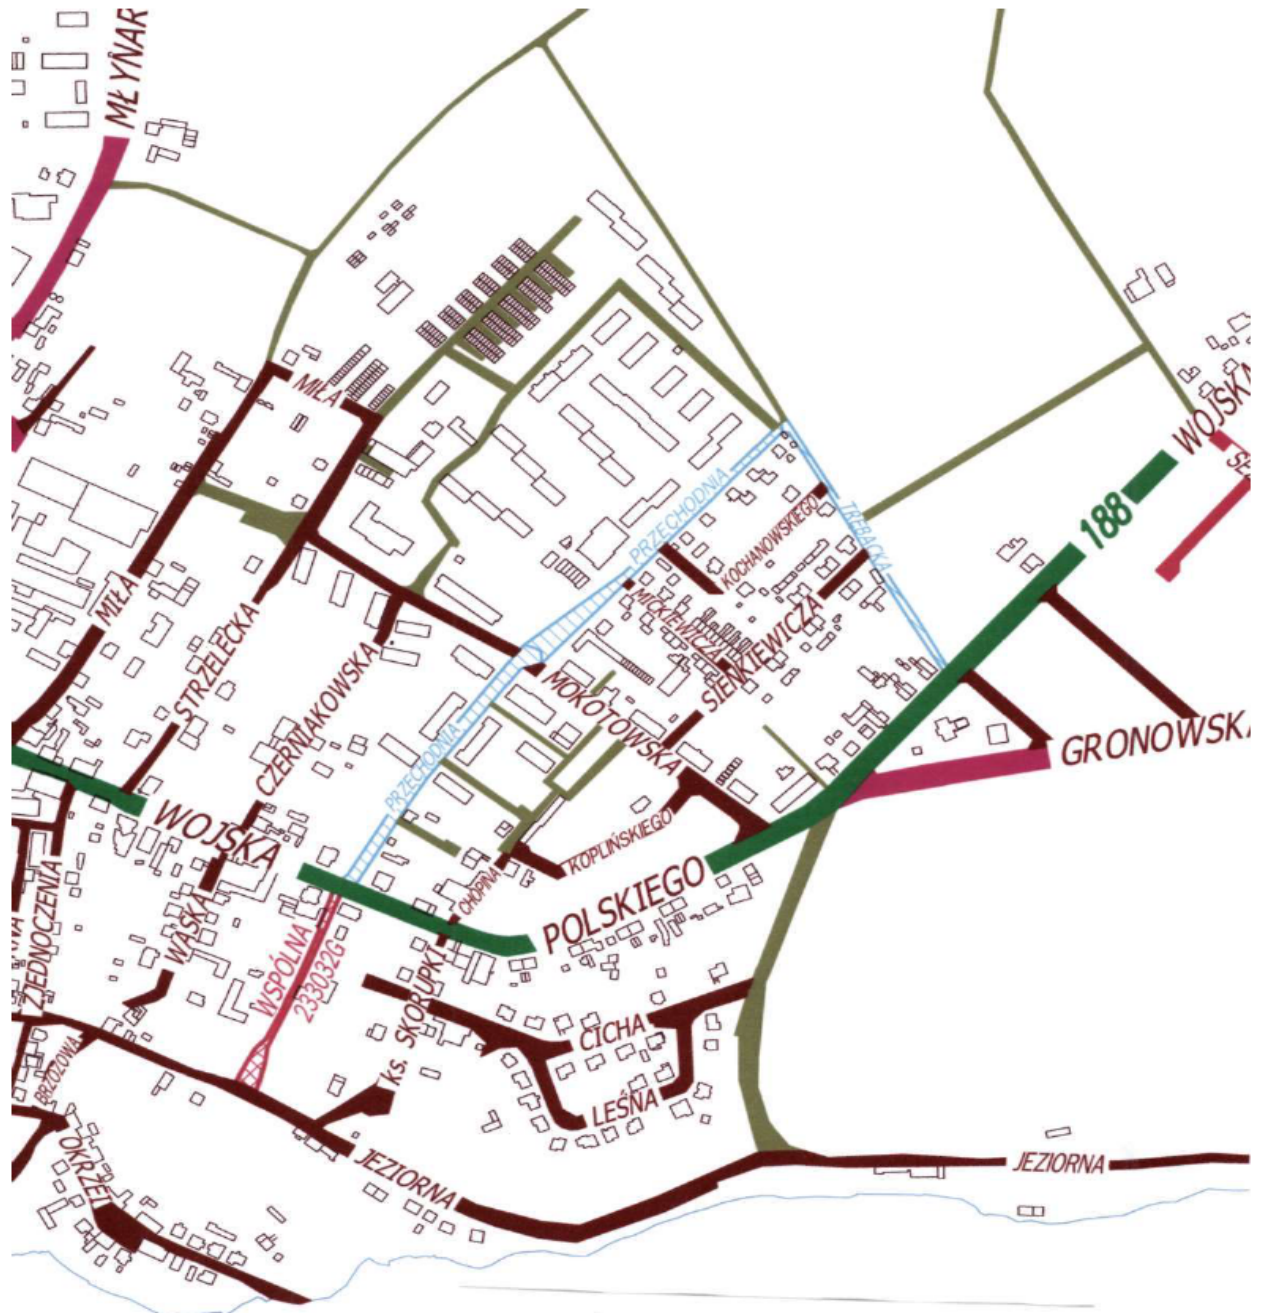 MŁYŃAR
MIŁA
WOJSKA
188
PRZECHODNIA
KOCHANOWSKIEGO
TRĘBACKA
MIŁA
STRZELECKA
MICKIEWICZA
SIENKIEWICZA
CZERNIAKOWSKA
MOKOTOWSKA
PRZECHODNIA
GRONOWSKA
WOJSKA
KOPLIŃSKIEGO
CHOPINA
POLSKIEGO
ZJEDNOCZENIA
WĄSKA
WSPÓLNA
233032G
ks. SKORUPKI
CICHA
BRZOZOWA
LEŚNA
OKRZEI
JEZIORNA
JEZIORNA